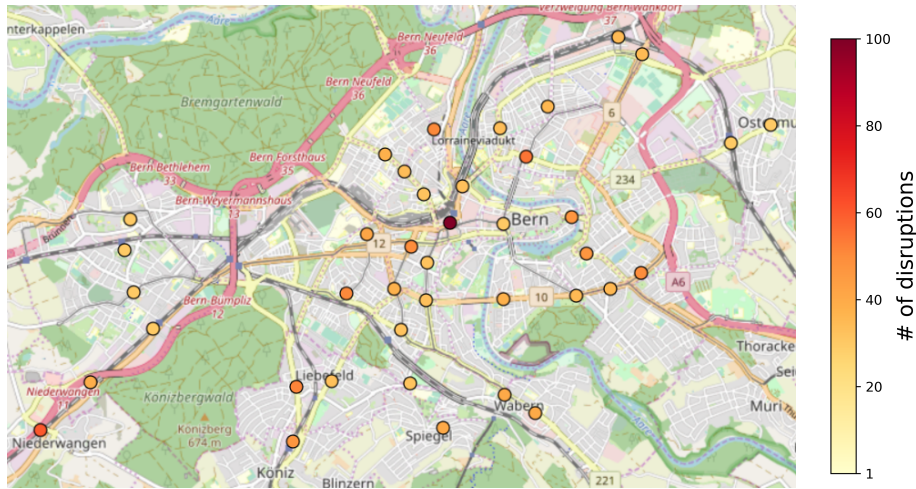 Verzweigung Bern-Wankdorf
37
nterkappelen
Bern Neufeld
36
Bern Neufeld
36
Bremgartenwald
6
Ostermu
Lorraineviadukt
Bern Forsthaus
35
Bern Bethlehem
33
234
Bern-Weyermannshaus
13
Bern
12
A6
10
Bern-Bümpliz
12
Thoracke
Liebefeld
Sei
Niederwangen
11
Könizbergwald
Wabern
Muri
Könizberg
674 m
Niederwangen
Spiegel
Köniz
Blinzern
221
100
80
60
40
20
1
# of disruptions